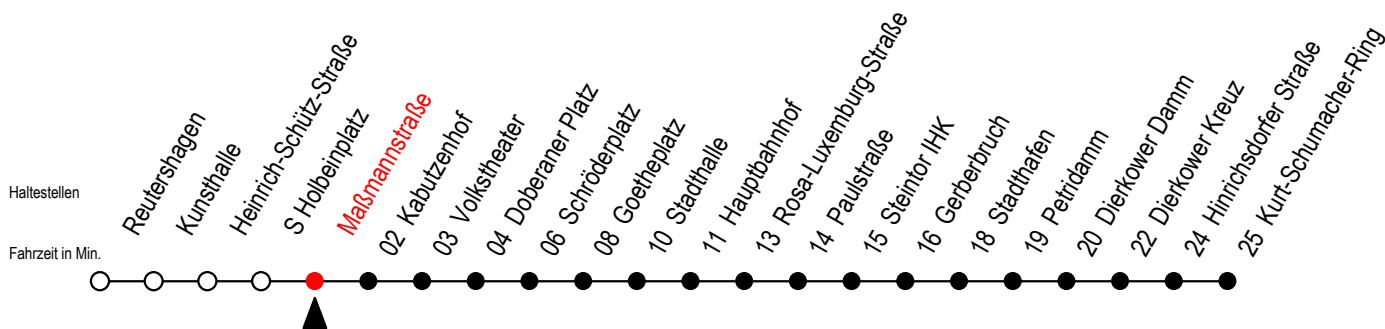 Haltestellen
Fahrzeit in Min.
Reutershagen
Kunsthalle
Heinrich-Schütz-Straße
S Holbeinplatz
Maßmannstraße
02 Kabutzenhof
03 Volkstheater
04 Doberaner Platz
06 Schröderplatz
08 Goetheplatz
10 Stadthalle
11 Hauptbahnhof
13 Rosa-Luxemburg-Straße
14 Paulstraße
15 Steintor IHK
16 Gerberbruch
18 Stadthafen
19 Petridamm
20 Dierkower Damm
22 Dierkower Kreuz
24 Hinrichsdorfer Straße
25 Kurt-Schumacher-Ring